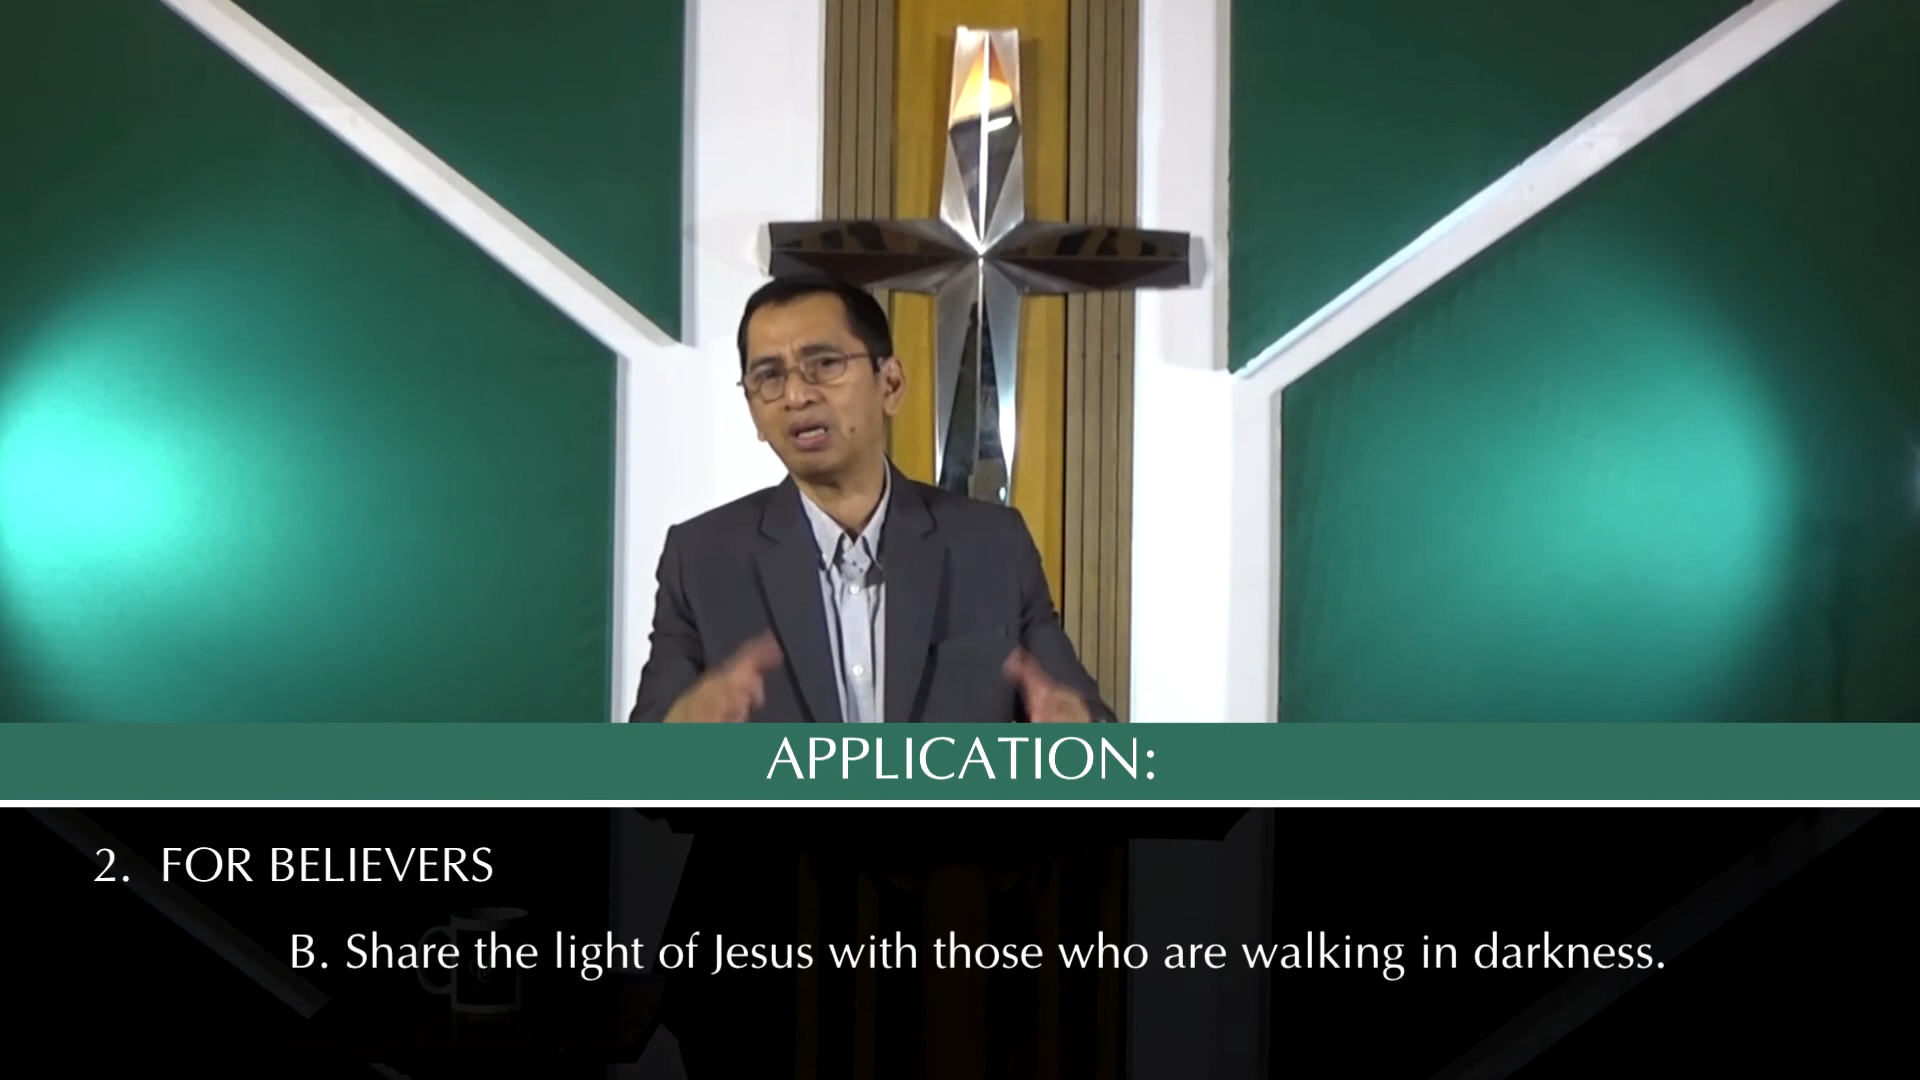 APPLICATION:
2. FOR BELIEVERS
B. Share the light of Jesus with those who are walking in darkness.